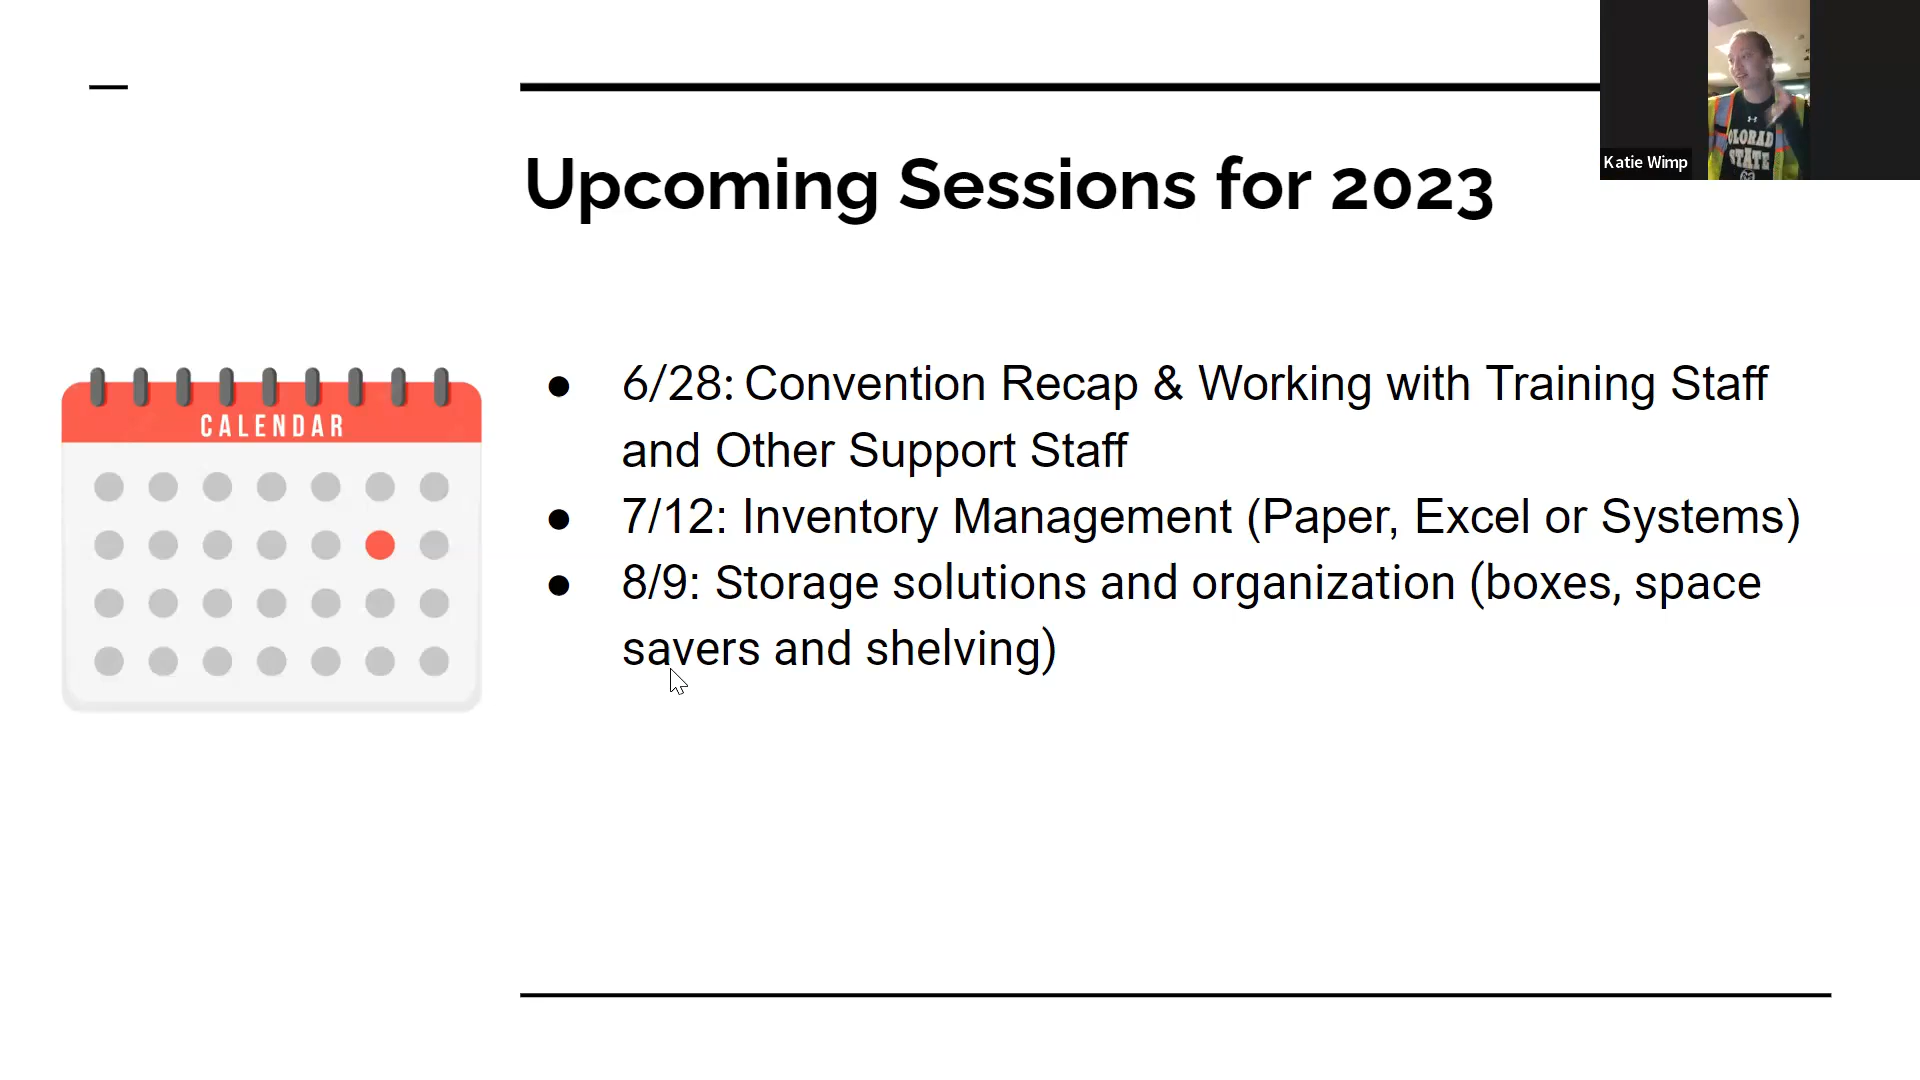 Upcoming Sessions for 2023
Katie Wimp
COLORADO
STATE
CALENDAR
● 6/28: Convention Recap & Working with Training Staff
and Other Support Staff
● 7/12: Inventory Management (Paper, Excel or Systems)
● 8/9: Storage solutions and organization (boxes, space
savers and shelving)